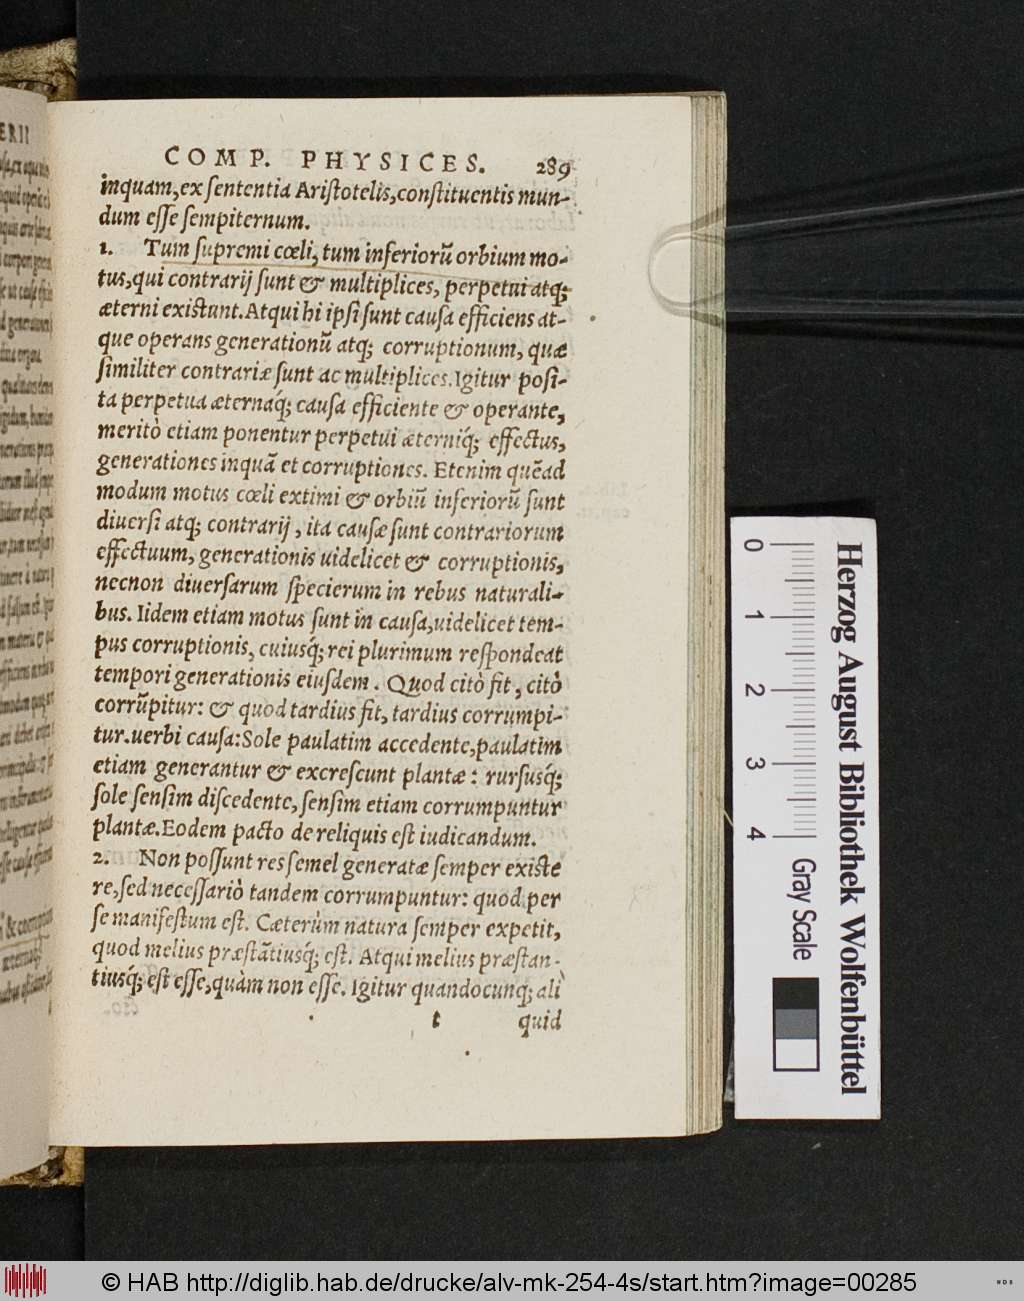 COMP. PHYSICES. 289
inquam, ex sententia Aristotelis, constituentis mun-
dum esse sempiternum.
1. Tum supremi cœli, tum inferiorũ orbium mo-
tus, qui contrarij sunt & multiplices, perpetui atq;
æterni existunt. Atqui hi ipsi sunt causa efficiens at-
que operans generationũ atq; corruptionum, quæ
similiter contrariæ sunt ac multiplices. Igitur posi-
ta perpetua æternáq; causa efficiente & operante,
meritò etiam ponentur perpetui æterniq́; effectus,
generationes inquã et corruptiones. Etenim quẽad
modum motus cœli extimi & orbiũ inferiorũ sunt
diuersi atq; contrarij, ita causæ sunt contrariorum
effectuum, generationis uidelicet & corruptionis,
necnon diuersarum specierum in rebus naturali-
bus. Iidem etiam motus sunt in causa, uidelicet tem-
pus corruptionis, cuiusq́; rei plurimum respondeat
tempori generationis eiusdem. Quod citò fit, citò
corrũpitur: & quod tardius fit, tardius corrumpi-
tur. uerbi causa: Sole paulatim accedente, paulatim
etiam generantur & excrescunt plantæ: rursusq́;
sole sensim discedente, sensim etiam corrumpuntur
plantæ. Eodem pacto de reliquis est iudicandum.
2. Non possunt res semel generatæ semper existe
re, sed necessariò tandem corrumpuntur: quod per
se manifestum est. Cæterùm natura semper expetit,
quod melius præstãtiusq́; est. Atqui melius præstan-
tiusq́; est esse, quàm non esse. Igitur quandocunq; ali
t quid
0 1 2 3 4
Gray Scale
Herzog August Bibliothek Wolfenbüttel
© HAB http://diglib.hab.de/drucke/alv-mk-254-4s/start.htm?image=00285